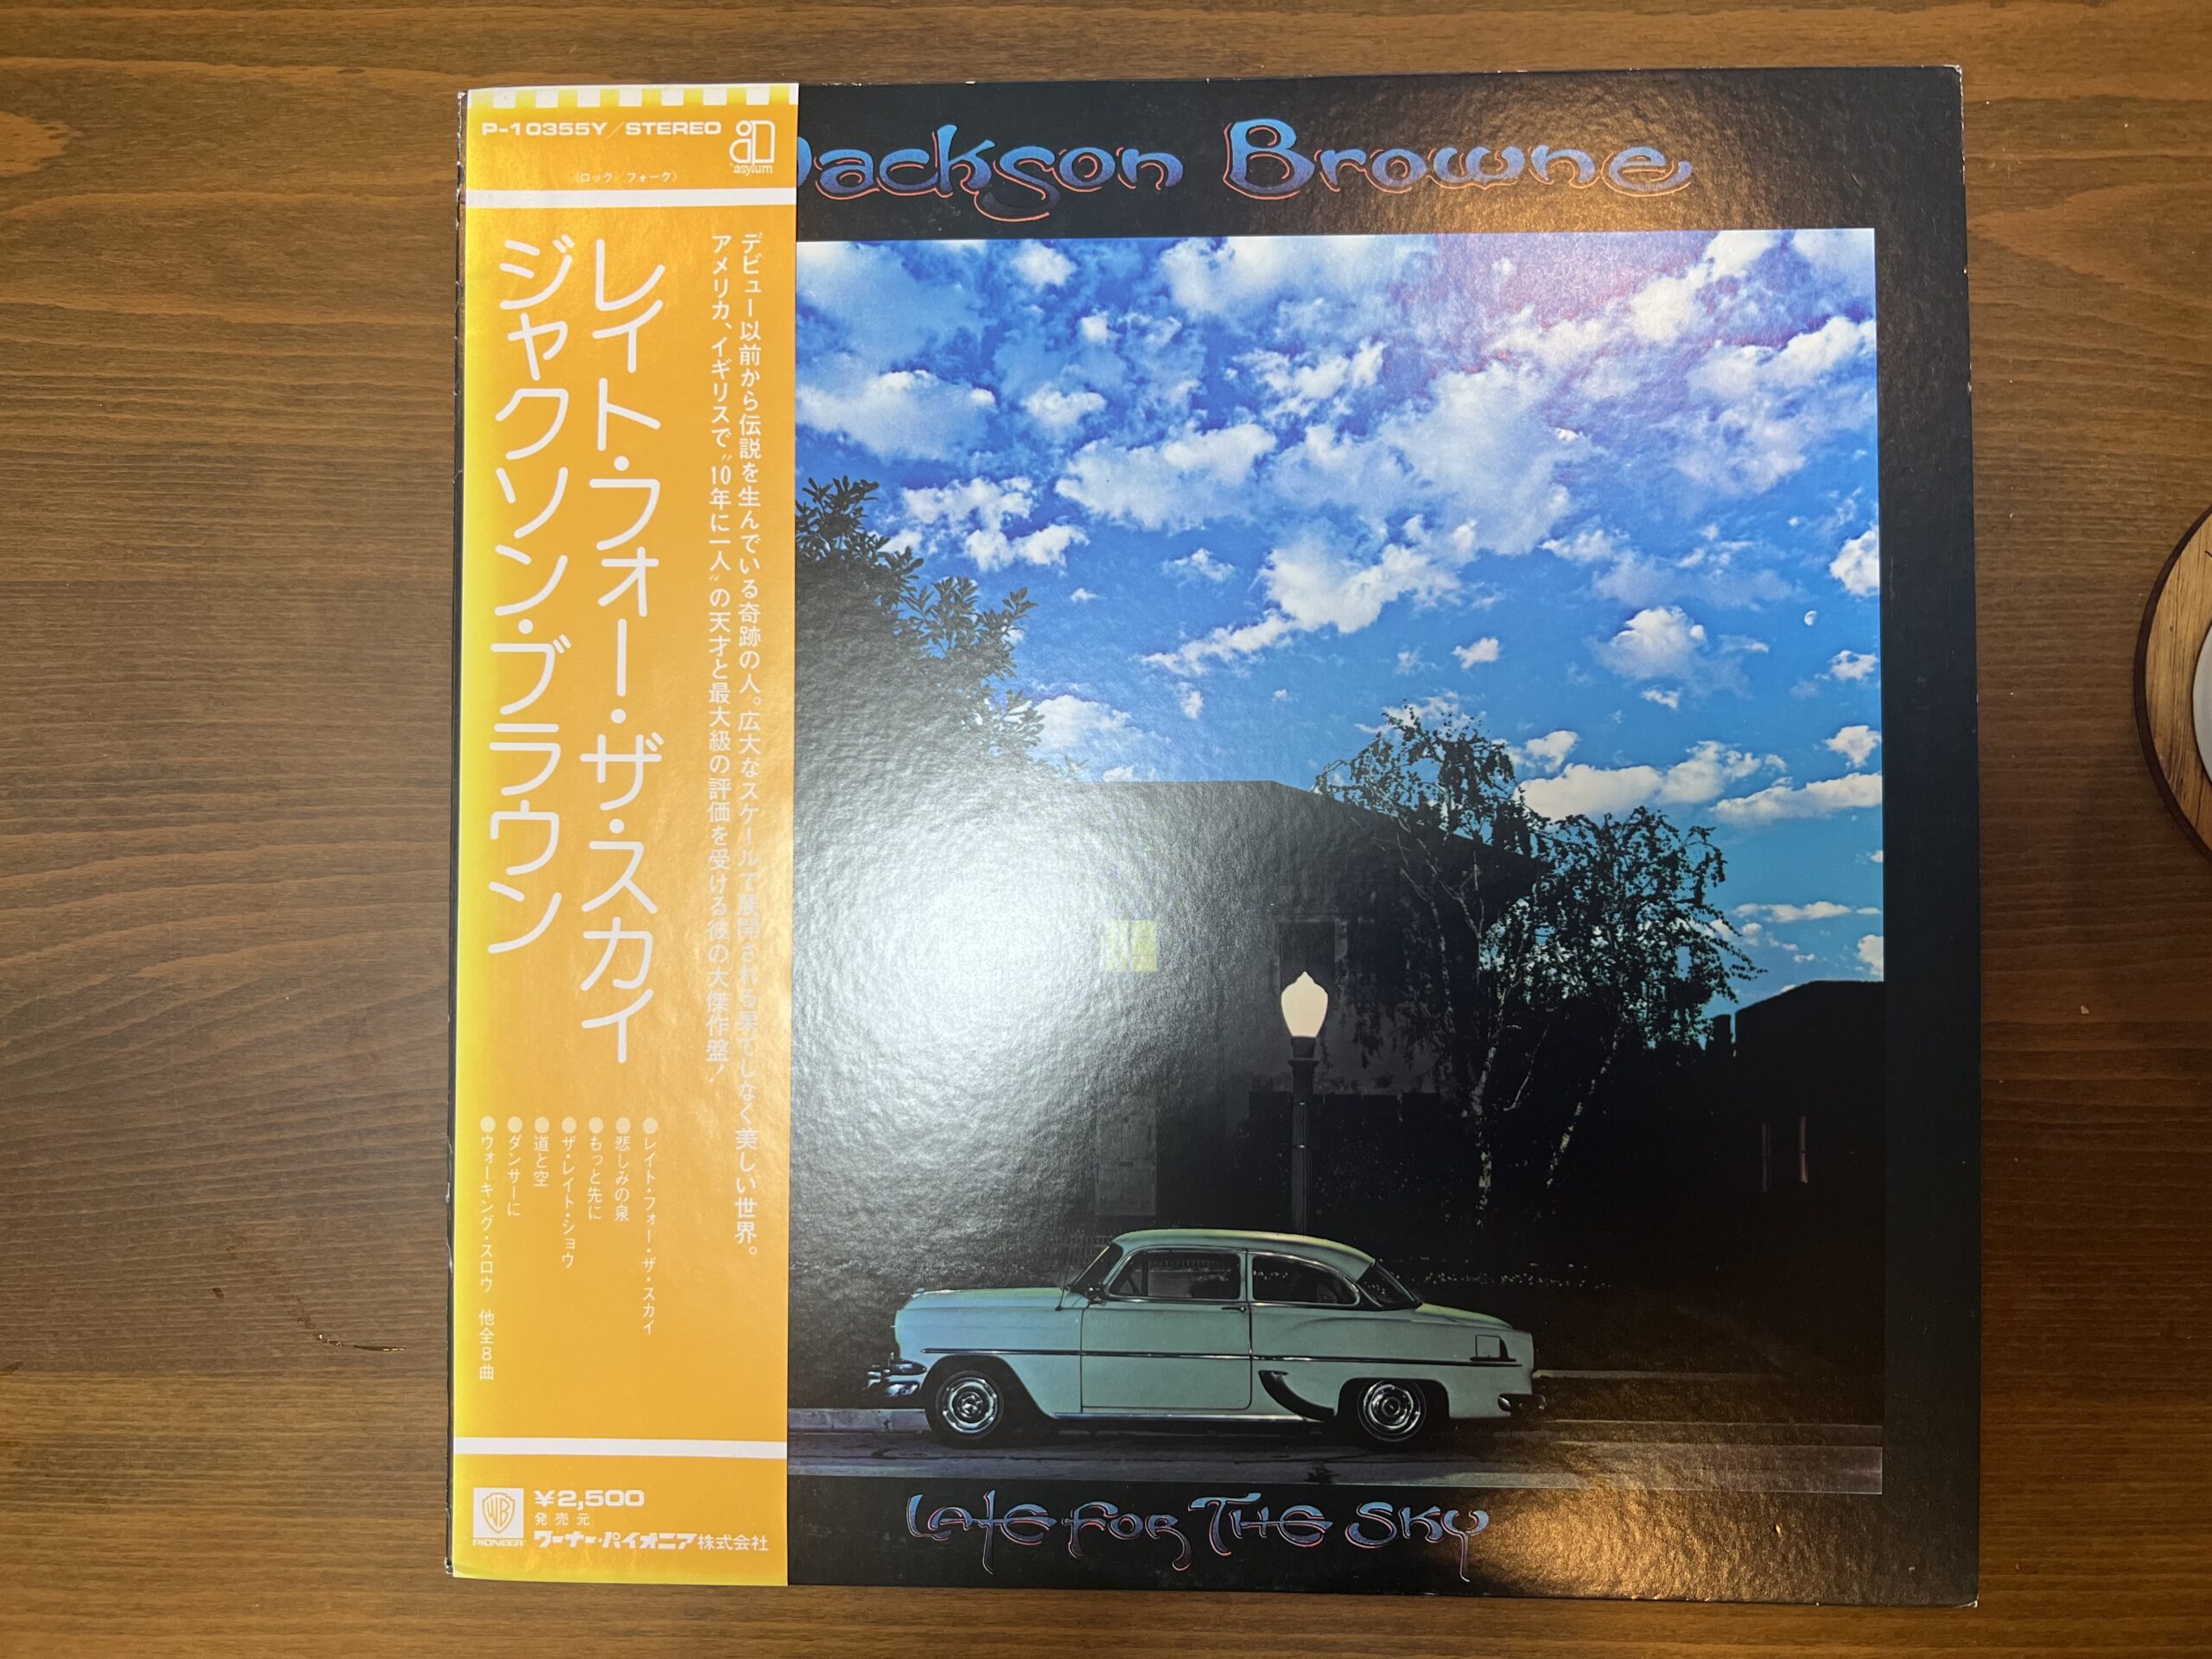 P-10355Y/STEREO
asylum
(ロック/フォーク)
デビュー以前から伝説を生んでいる奇跡の人。広大なスケールで展開される果てしなく美しい世界。
アメリカ、イギリスで〝10年に一人〟の天才と最大級の評価を受ける彼の大傑作盤!
レイト・フォー・ザ・スカイ
ジャクソン・ブラウン
●レイト・フォー・ザ・スカイ
●悲しみの泉
●もっと先に
●ザ・レイト・ショウ
●道と空
●ダンサーに
●ウォーキング・スロウ 他全8曲
WB
PIONEER
¥2,500
発売元
ワーナー・パイオニア株式会社
Jackson Browne
LATE FOR THE SKY